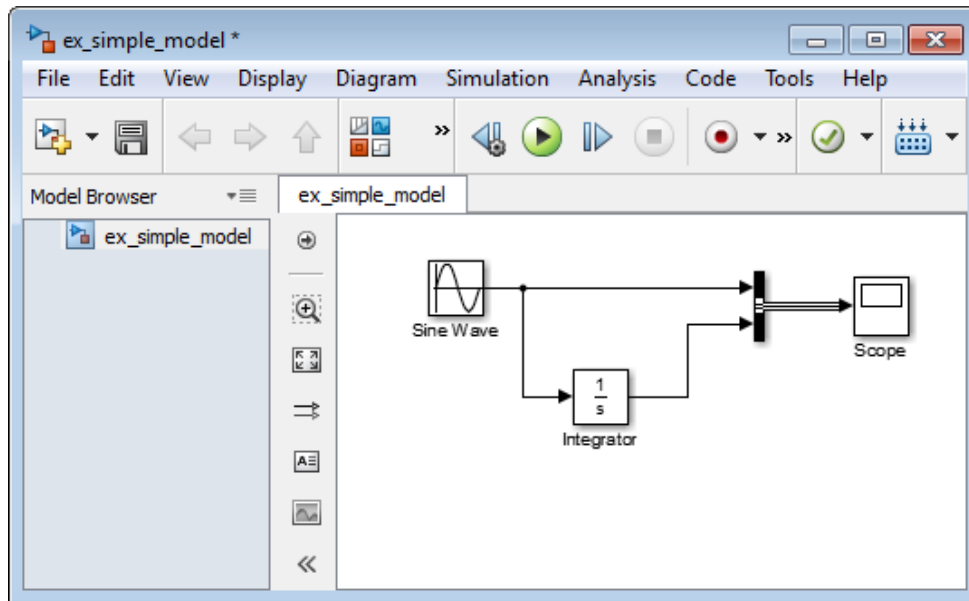 ex_simple_model *
File Edit View Display Diagram Simulation Analysis Code Tools Help
Model Browser
ex_simple_model
ex_simple_model
Sine Wave
Scope
1
s
Integrator